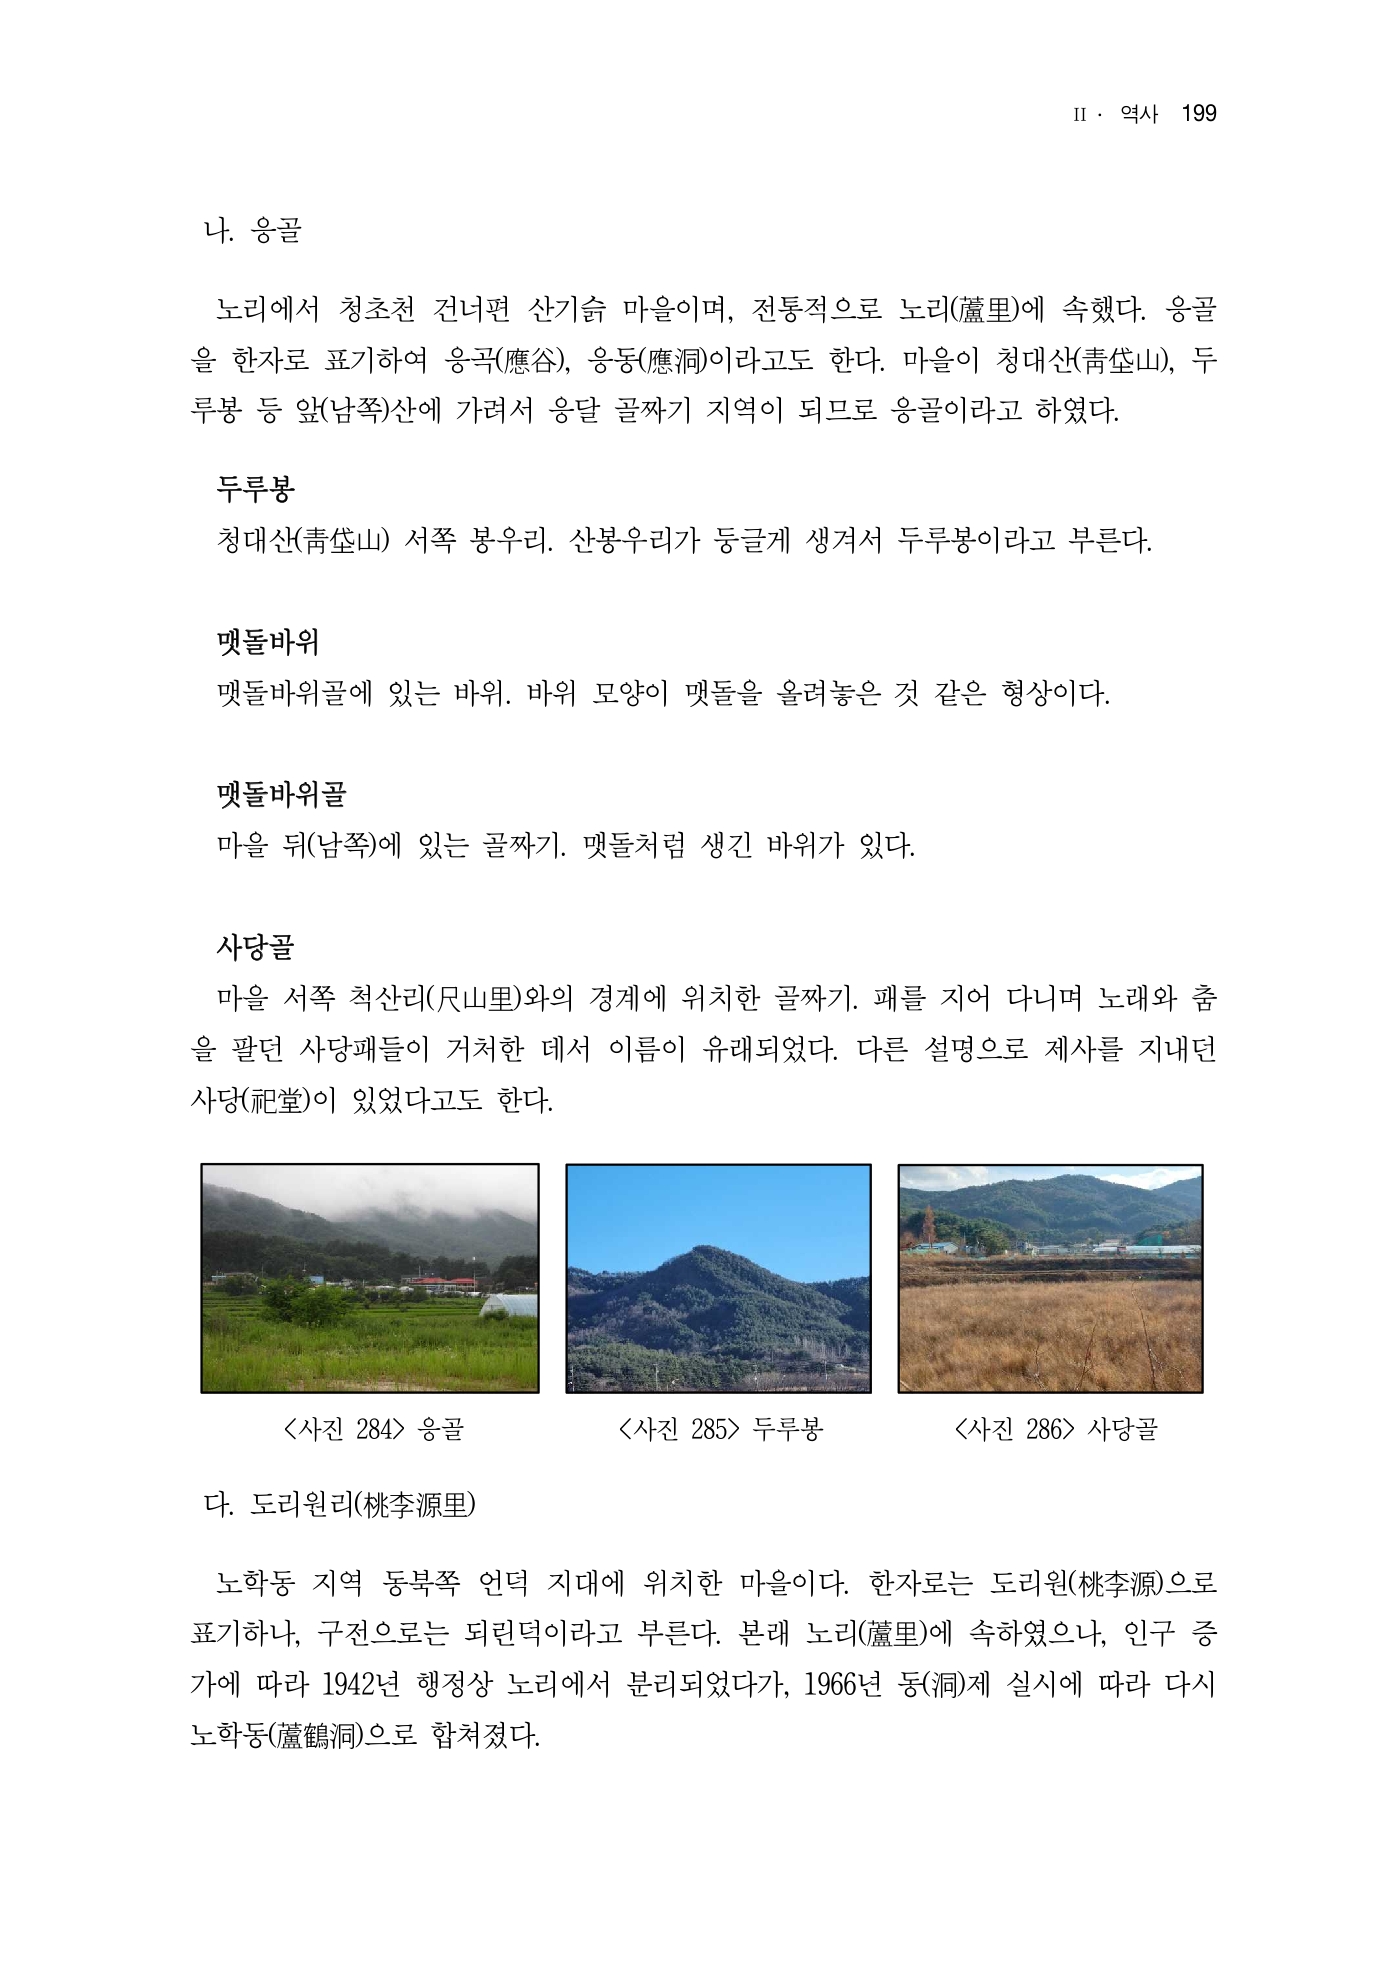 II · 역사 199
나. 응골
노리에서 청초천 건너편 산기슭 마을이며, 전통적으로 노리(蘆里)에 속했다. 응골
을 한자로 표기하여 응곡(應谷), 응동(應洞)이라고도 한다. 마을이 청대산(靑垈山), 두
루봉 등 앞(남쪽)산에 가려서 응달 골짜기 지역이 되므로 응골이라고 하였다.
두루봉
청대산(靑垈山) 서쪽 봉우리. 산봉우리가 둥글게 생겨서 두루봉이라고 부른다.
맷돌바위
맷돌바위골에 있는 바위. 바위 모양이 맷돌을 올려놓은 것 같은 형상이다.
맷돌바위골
마을 뒤(남쪽)에 있는 골짜기. 맷돌처럼 생긴 바위가 있다.
사당골
마을 서쪽 척산리(尺山里)와의 경계에 위치한 골짜기. 패를 지어 다니며 노래와 춤
을 팔던 사당패들이 거처한 데서 이름이 유래되었다. 다른 설명으로 제사를 지내던
사당(祀堂)이 있었다고도 한다.
<사진 284> 응골
<사진 285> 두루봉
<사진 286> 사당골
다. 도리원리(桃李源里)
노학동 지역 동북쪽 언덕 지대에 위치한 마을이다. 한자로는 도리원(桃李源)으로
표기하나, 구전으로는 되린덕이라고 부른다. 본래 노리(蘆里)에 속하였으나, 인구 증
가에 따라 1942년 행정상 노리에서 분리되었다가, 1966년 동(洞)제 실시에 따라 다시
노학동(蘆鶴洞)으로 합쳐졌다.